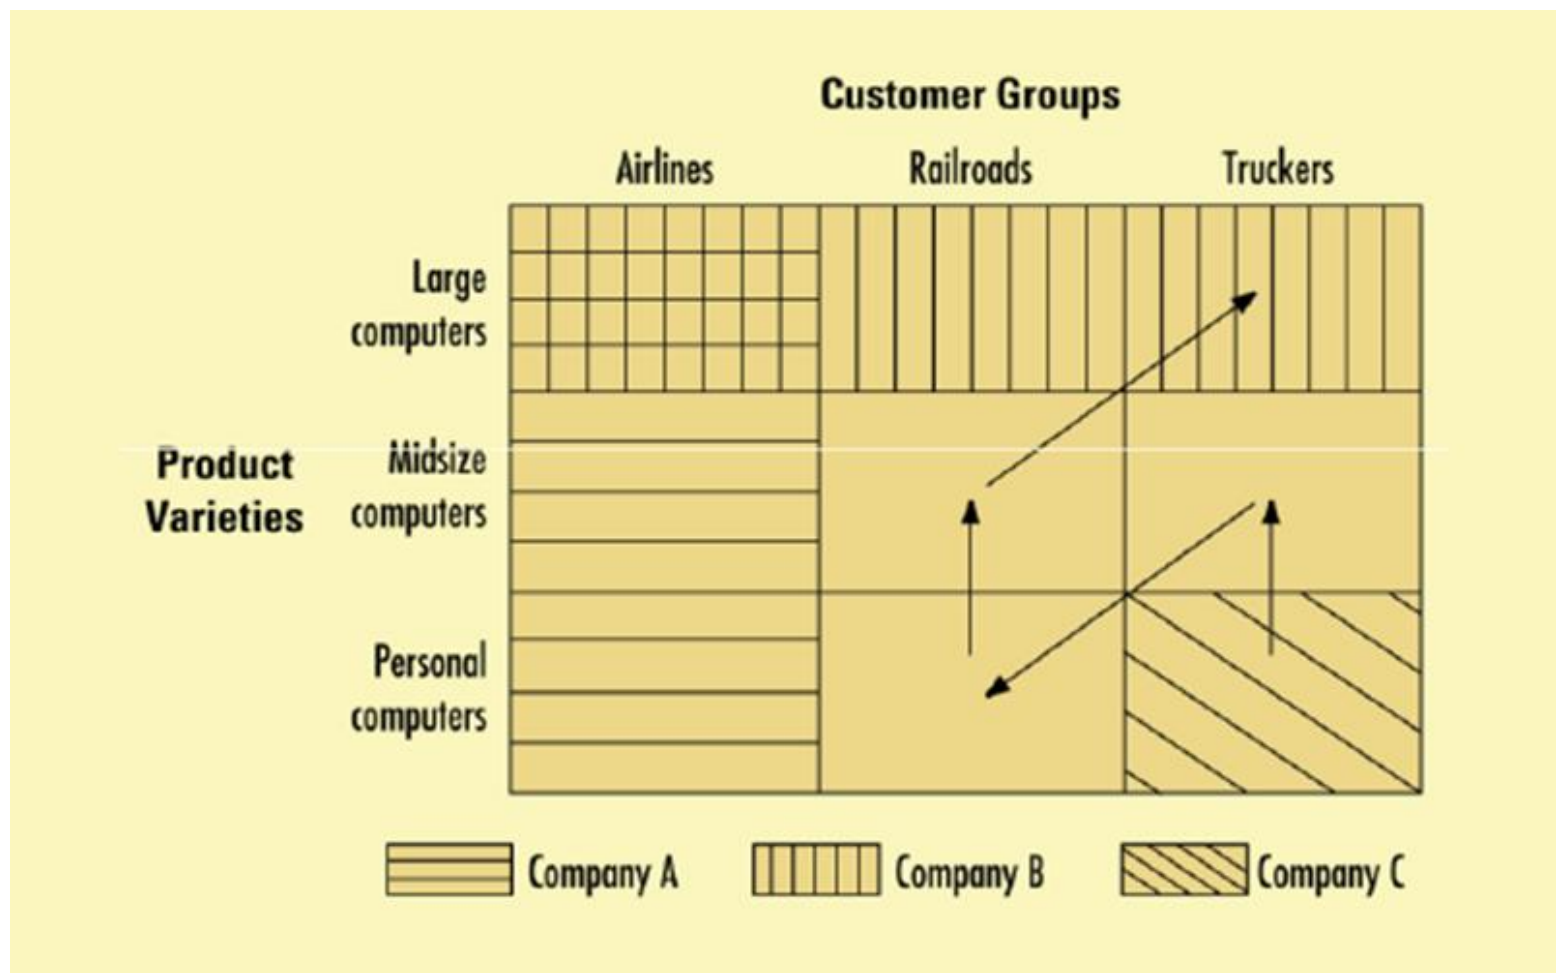 Customer Groups
Airlines Railroads Truckers
Large
computers
Product
Varieties
Midsize
computers
Personal
computers
Company A Company B Company C